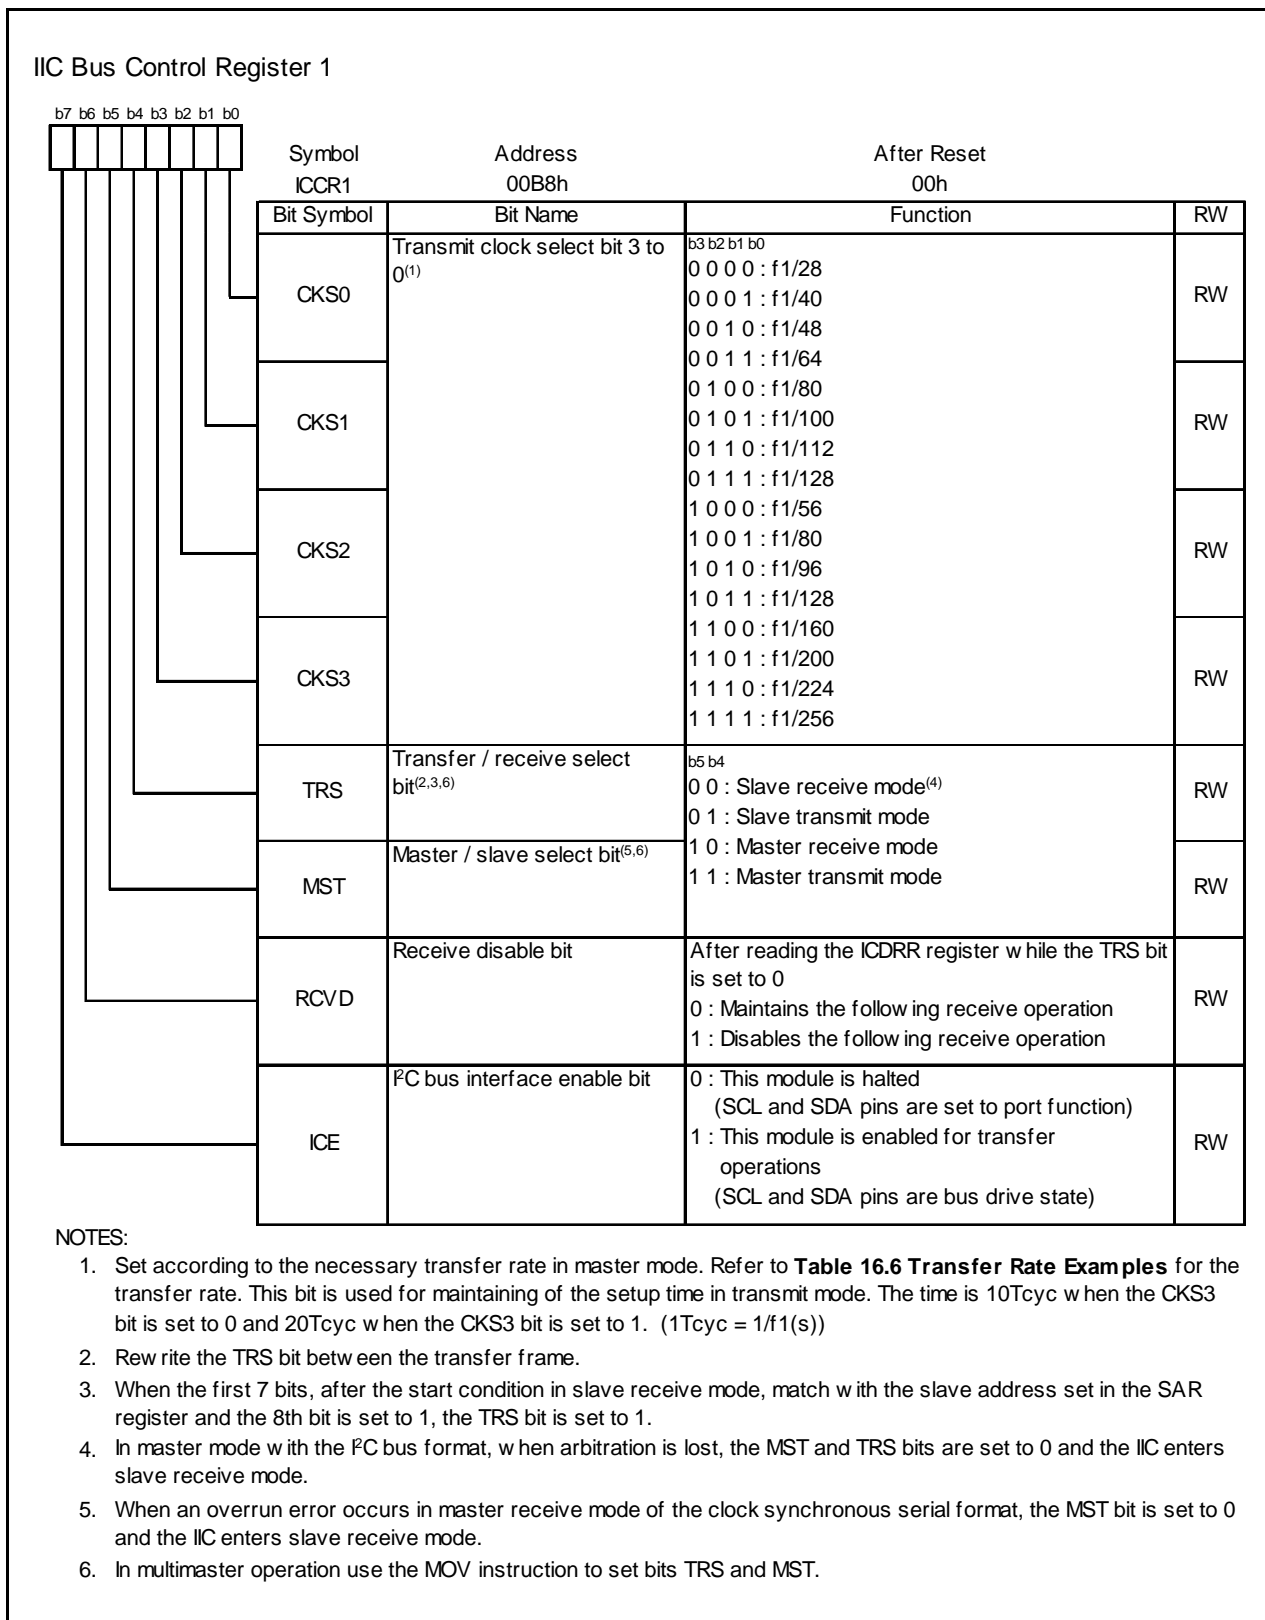 IIC Bus Control Register 1
b7 b6 b5 b4 b3 b2 b1 b0
Symbol Address After Reset
ICCR1 00B8h 00h
Bit Symbol Bit Name Function RW
CKS0 Transmit clock select bit 3 to 0(1) RW
b3 b2 b1 b0
0 0 0 0 : f1/28
0 0 0 1 : f1/40
0 0 1 0 : f1/48
0 0 1 1 : f1/64
CKS1 RW
0 1 0 0 : f1/80
0 1 0 1 : f1/100
0 1 1 0 : f1/112
0 1 1 1 : f1/128
CKS2 RW
1 0 0 0 : f1/56
1 0 0 1 : f1/80
1 0 1 0 : f1/96
1 0 1 1 : f1/128
CKS3 RW
1 1 0 0 : f1/160
1 1 0 1 : f1/200
1 1 1 0 : f1/224
1 1 1 1 : f1/256
TRS Transfer / receive select bit(2,3,6) RW
b5 b4
0 0 : Slave receive mode(4)
0 1 : Slave transmit mode
MST Master / slave select bit(5,6) RW
1 0 : Master receive mode
1 1 : Master transmit mode
RCVD Receive disable bit RW
After reading the ICDRR register while the TRS bit
is set to 0
0 : Maintains the following receive operation
1 : Disables the following receive operation
ICE I2C bus interface enable bit RW
0 : This module is halted
(SCL and SDA pins are set to port function)
1 : This module is enabled for transfer
operations
(SCL and SDA pins are bus drive state)
NOTES:
1. Set according to the necessary transfer rate in master mode. Refer to Table 16.6 Transfer Rate Examples for the
transfer rate. This bit is used for maintaining of the setup time in transmit mode. The time is 10Tcyc when the CKS3
bit is set to 0 and 20Tcyc when the CKS3 bit is set to 1. (1Tcyc = 1/f1(s))
2. Rewrite the TRS bit between the transfer frame.
3. When the first 7 bits, after the start condition in slave receive mode, match with the slave address set in the SAR
register and the 8th bit is set to 1, the TRS bit is set to 1.
4. In master mode with the I2C bus format, when arbitration is lost, the MST and TRS bits are set to 0 and the IIC enters
slave receive mode.
5. When an overrun error occurs in master receive mode of the clock synchronous serial format, the MST bit is set to 0
and the IIC enters slave receive mode.
6. In multimaster operation use the MOV instruction to set bits TRS and MST.